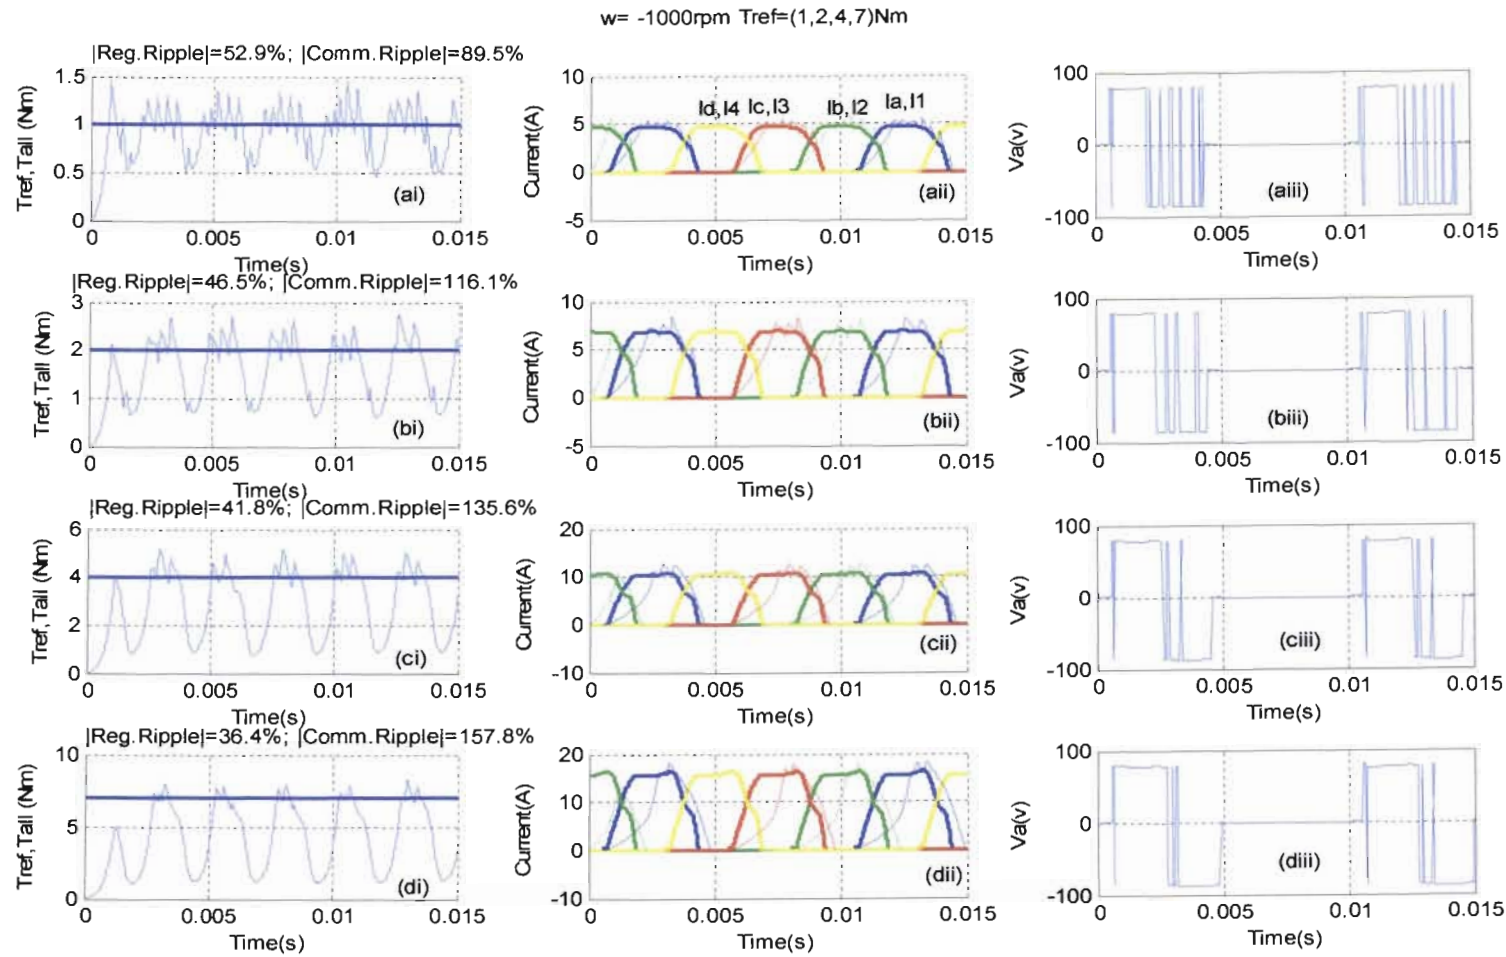 w= -1000rpm Tref=(1,2,4,7)Nm
|Reg.Ripple|=52.9%; |Comm.Ripple|=89.5%
1.5
1
0.5
0
Tref,Tall (Nm)
(ai)
0 0.005 0.01 0.015
Time(s)
10
5
0
-5
Current(A)
Id,I4 Ic,I3 Ib,I2 Ia,I1
(aii)
0 0.005 0.01 0.015
Time(s)
100
0
-100
Va(v)
(aiii)
0 0.005 0.01 0.015
Time(s)
|Reg.Ripple|=46.5%; |Comm.Ripple|=116.1%
3
2
1
0
Tref,Tall (Nm)
(bi)
0 0.005 0.01 0.015
Time(s)
10
5
0
-5
Current(A)
(bii)
0 0.005 0.01 0.015
Time(s)
100
0
-100
Va(v)
(biii)
0 0.005 0.01 0.015
Time(s)
|Reg.Ripple|=41.8%; |Comm.Ripple|=135.6%
6
4
2
0
Tref,Tall (Nm)
(ci)
0 0.005 0.01 0.015
Time(s)
20
10
0
-10
Current(A)
(cii)
0 0.005 0.01 0.015
Time(s)
100
0
-100
Va(v)
(ciii)
0 0.005 0.01 0.015
Time(s)
|Reg.Ripple|=36.4%; |Comm.Ripple|=157.8%
10
5
0
Tref,Tall (Nm)
(di)
0 0.005 0.01 0.015
Time(s)
20
10
0
-10
Current(A)
(dii)
0 0.005 0.01 0.015
Time(s)
100
0
-100
Va(v)
(diii)
0 0.005 0.01 0.015
Time(s)